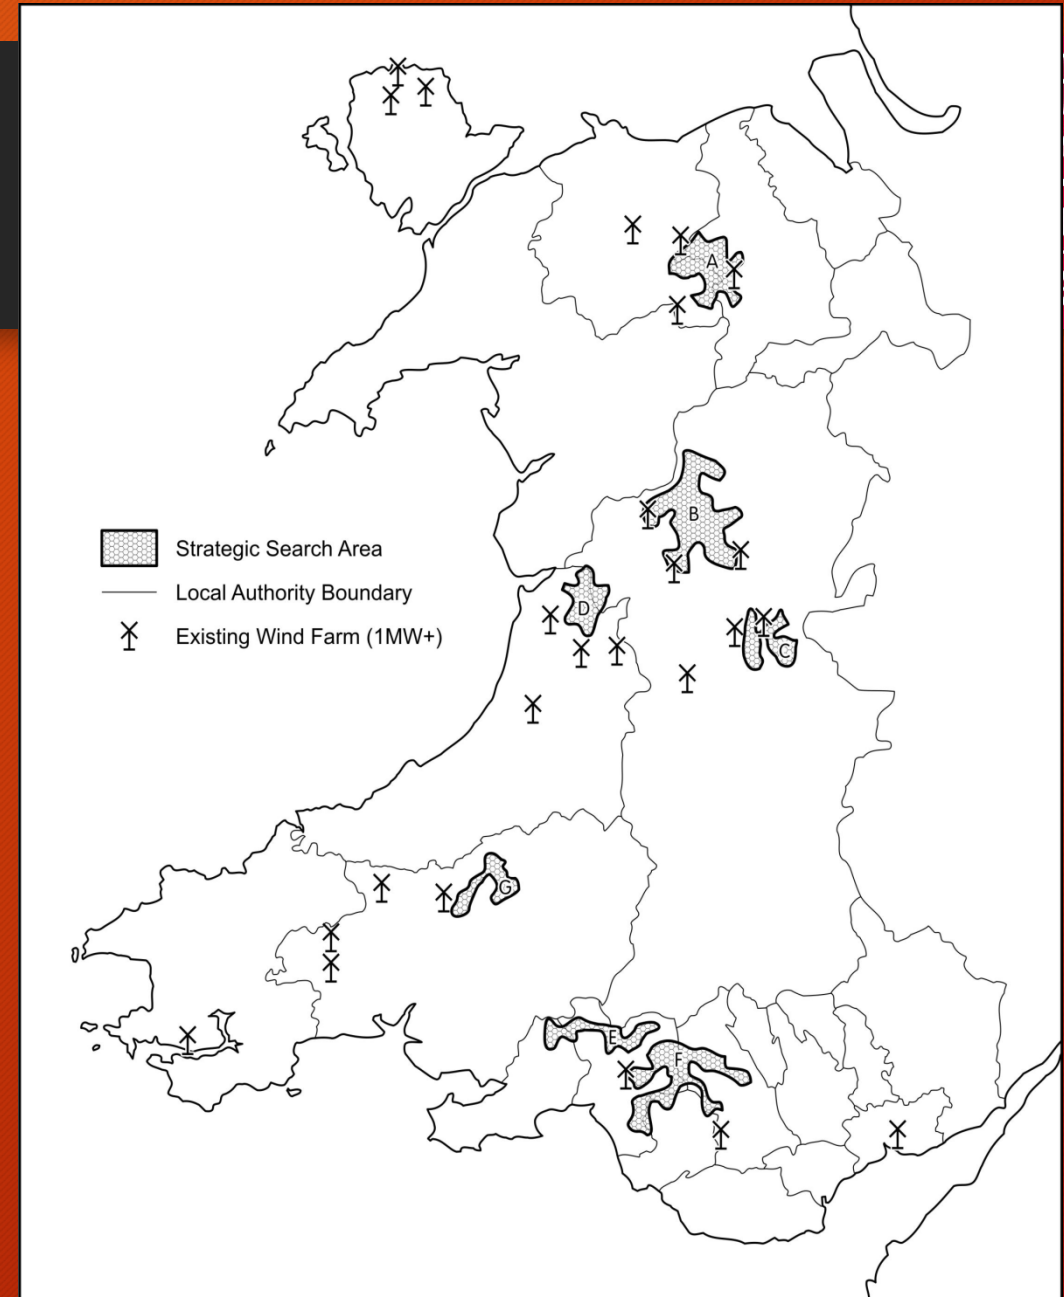 A
B
Strategic Search Area
Local Authority Boundary
D
Existing Wind Farm (1MW+)
C
G
E
F